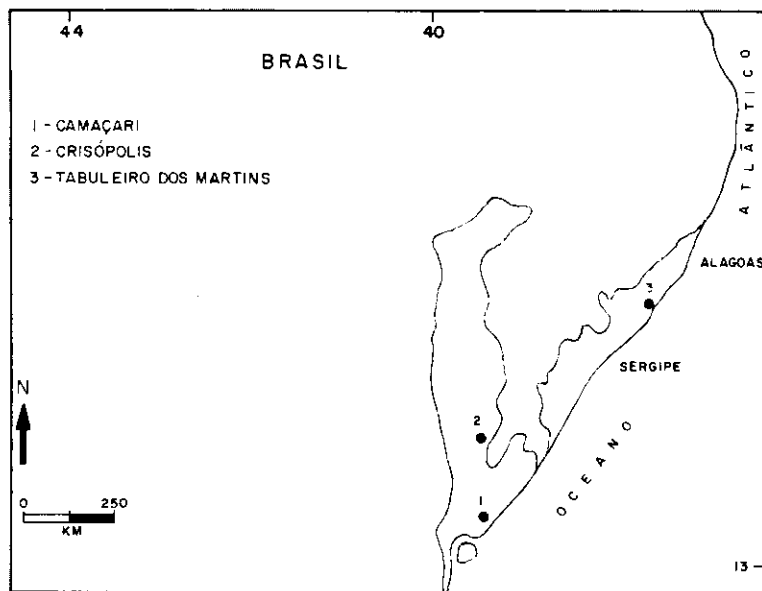 44
40
BRASIL
ATLÂNTICO
1 - CAMAÇARI
2 - CRISÓPOLIS
3 - TABULEIRO DOS MARTINS
ALAGOAS
3
SERGIPE
N
2
OCEANO
0 250
KM
1
13